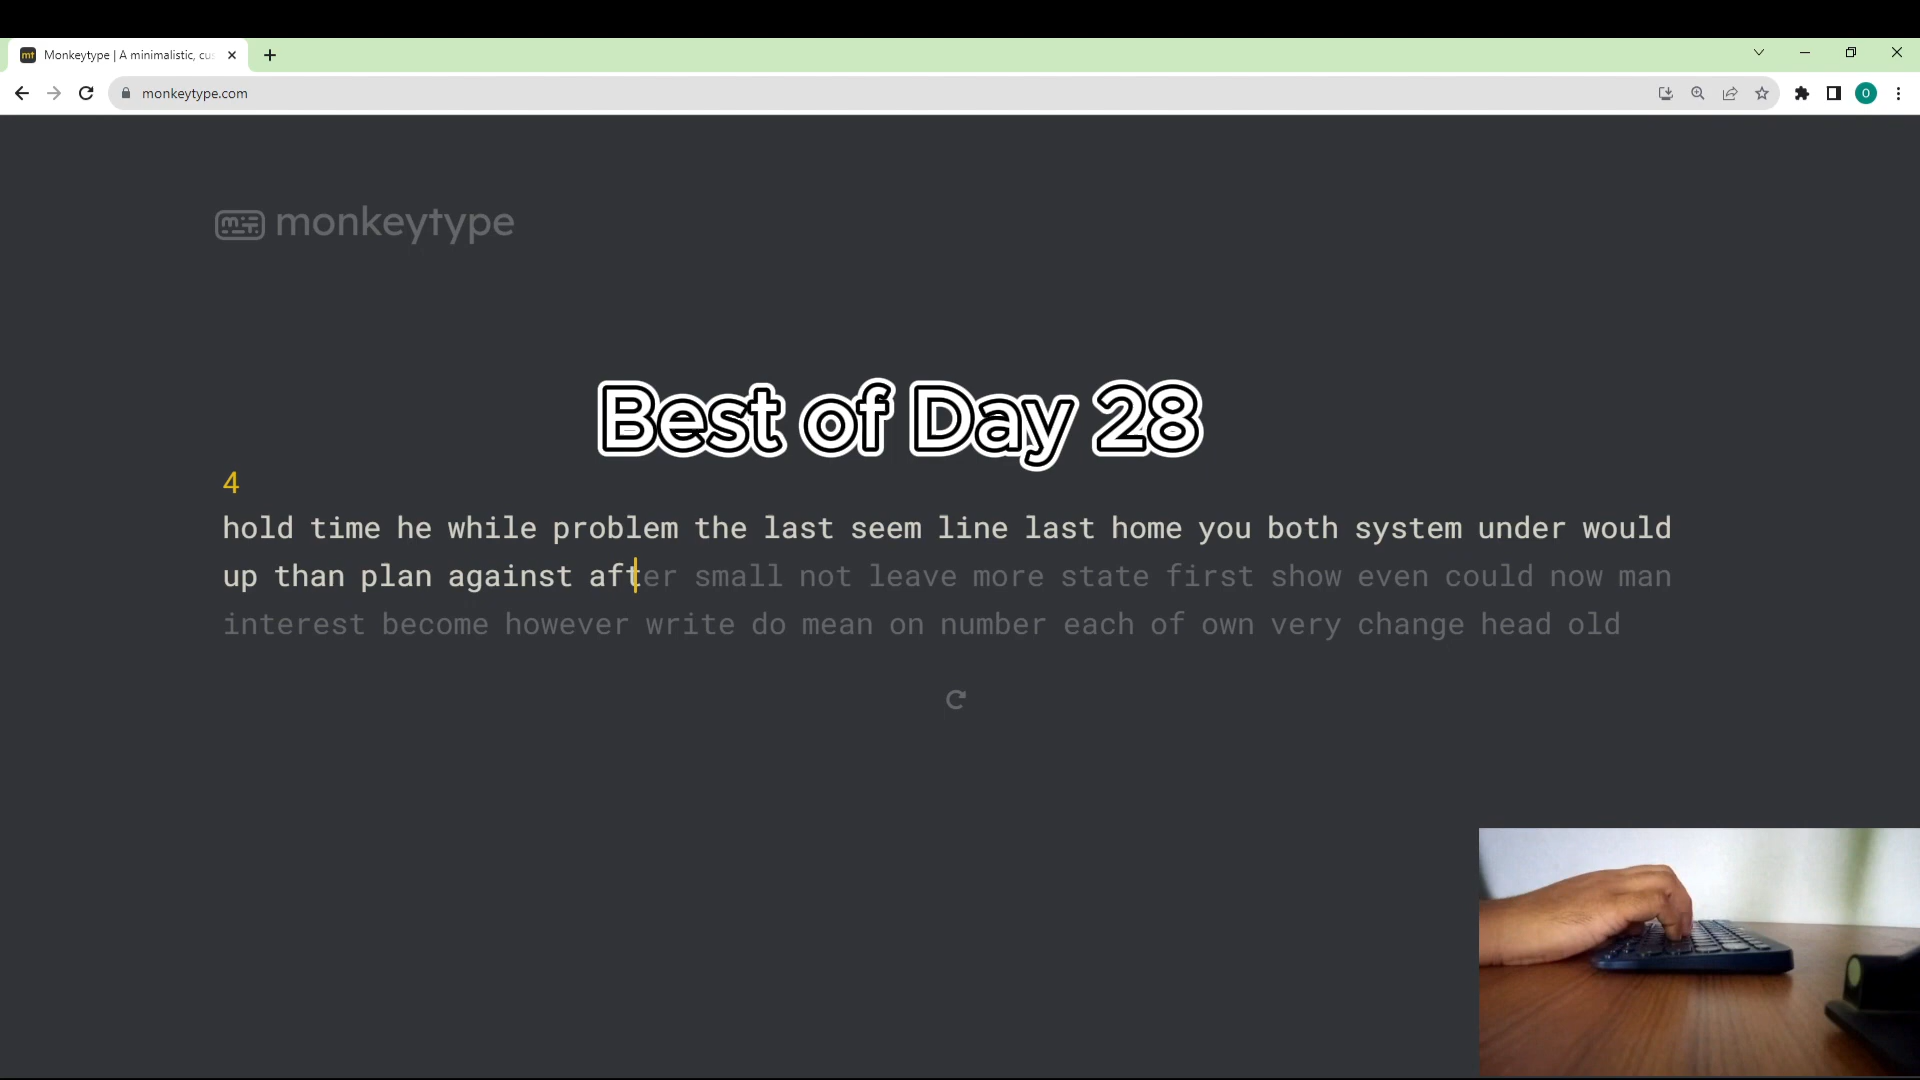 mt Monkeytype | A minimalistic, cus
monkeytype.com
O
monkeytype
Best of Day 28
4
hold time he while problem the last seem line last home you both system under would
up than plan against after small not leave more state first show even could now man
interest become however write do mean on number each of own very change head old